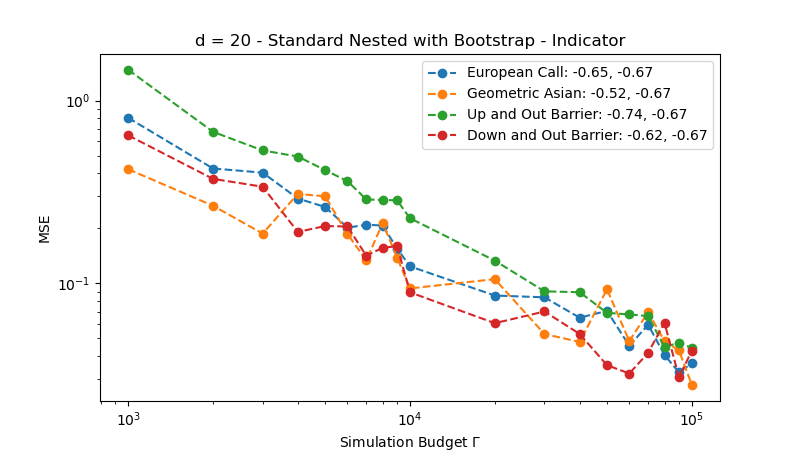 d = 20 - Standard Nested with Bootstrap - Indicator
European Call: -0.65, -0.67
Geometric Asian: -0.52, -0.67
Up and Out Barrier: -0.74, -0.67
Down and Out Barrier: -0.62, -0.67
MSE
10⁰
10⁻¹
10³
10⁴
10⁵
Simulation Budget Γ